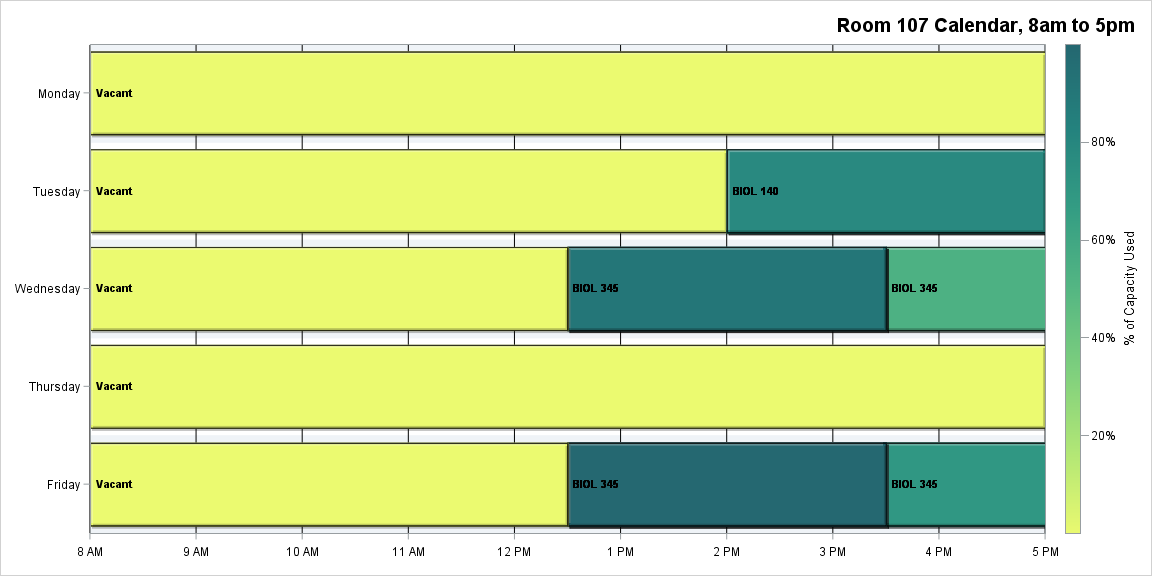 Room 107 Calendar, 8am to 5pm
Monday
Vacant
Tuesday
Vacant
BIOL 140
Wednesday
Vacant
BIOL 345
BIOL 345
Thursday
Vacant
Friday
Vacant
BIOL 345
BIOL 345
8 AM
9 AM
10 AM
11 AM
12 PM
1 PM
2 PM
3 PM
4 PM
5 PM
80%
60%
40%
20%
% of Capacity Used